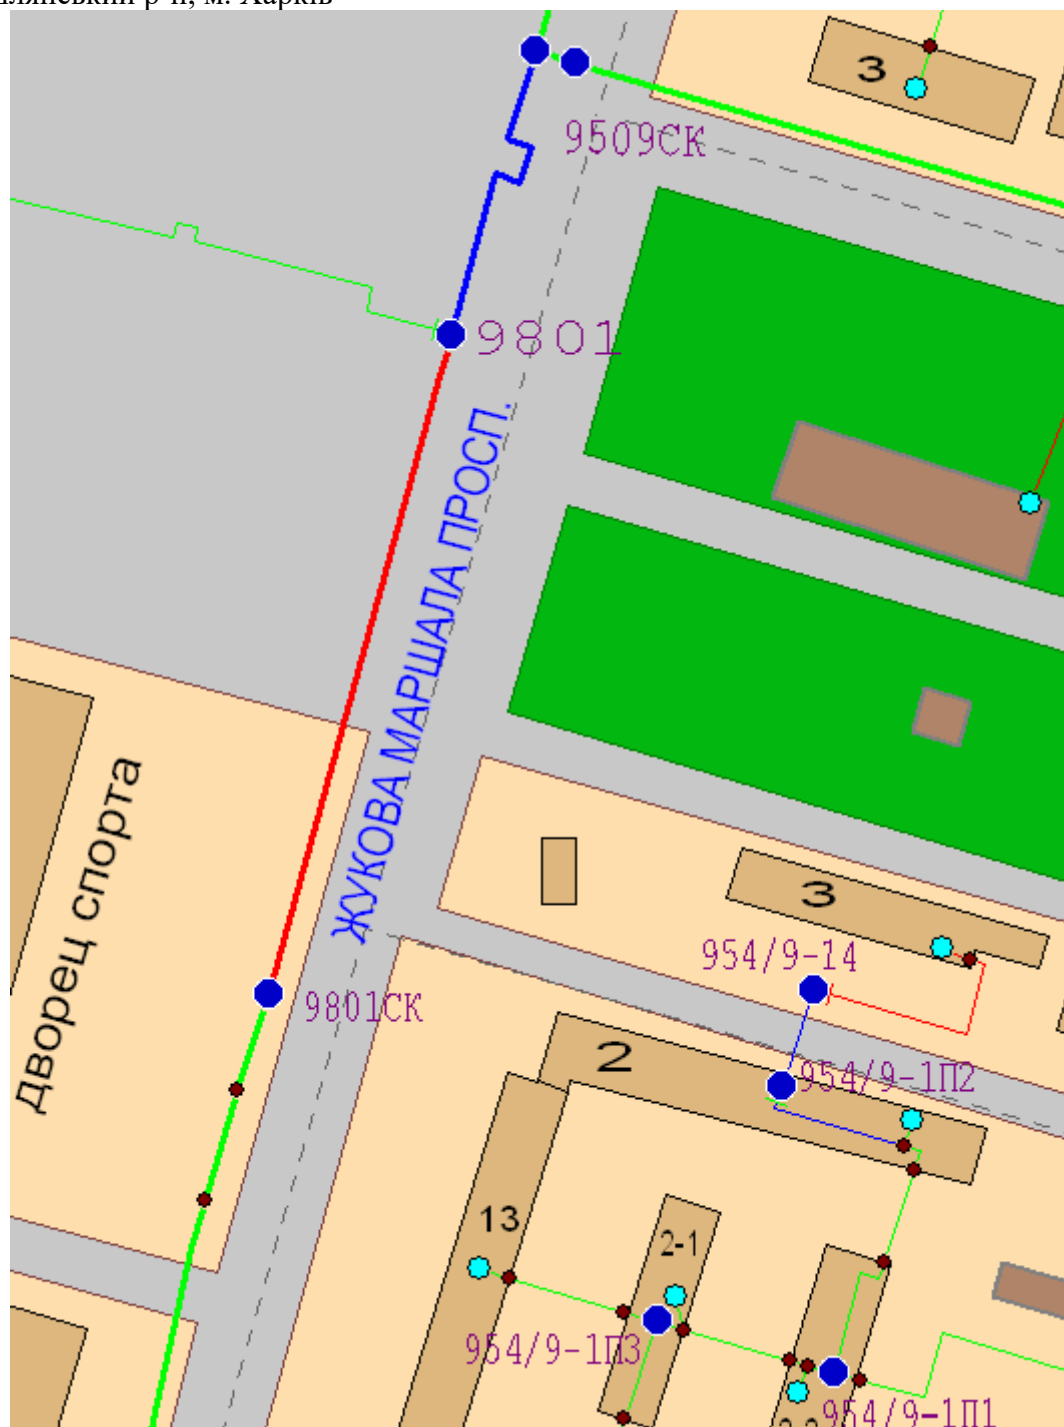 р-н, м. Харків
3
9509СК
9801
ЖУКОВА МАРШАЛА ПРОСП.
дворец спорта
3
954/9-14
9801СК
2
954/9-1П2
13
2-1
954/9-1П3
954/9-1П1